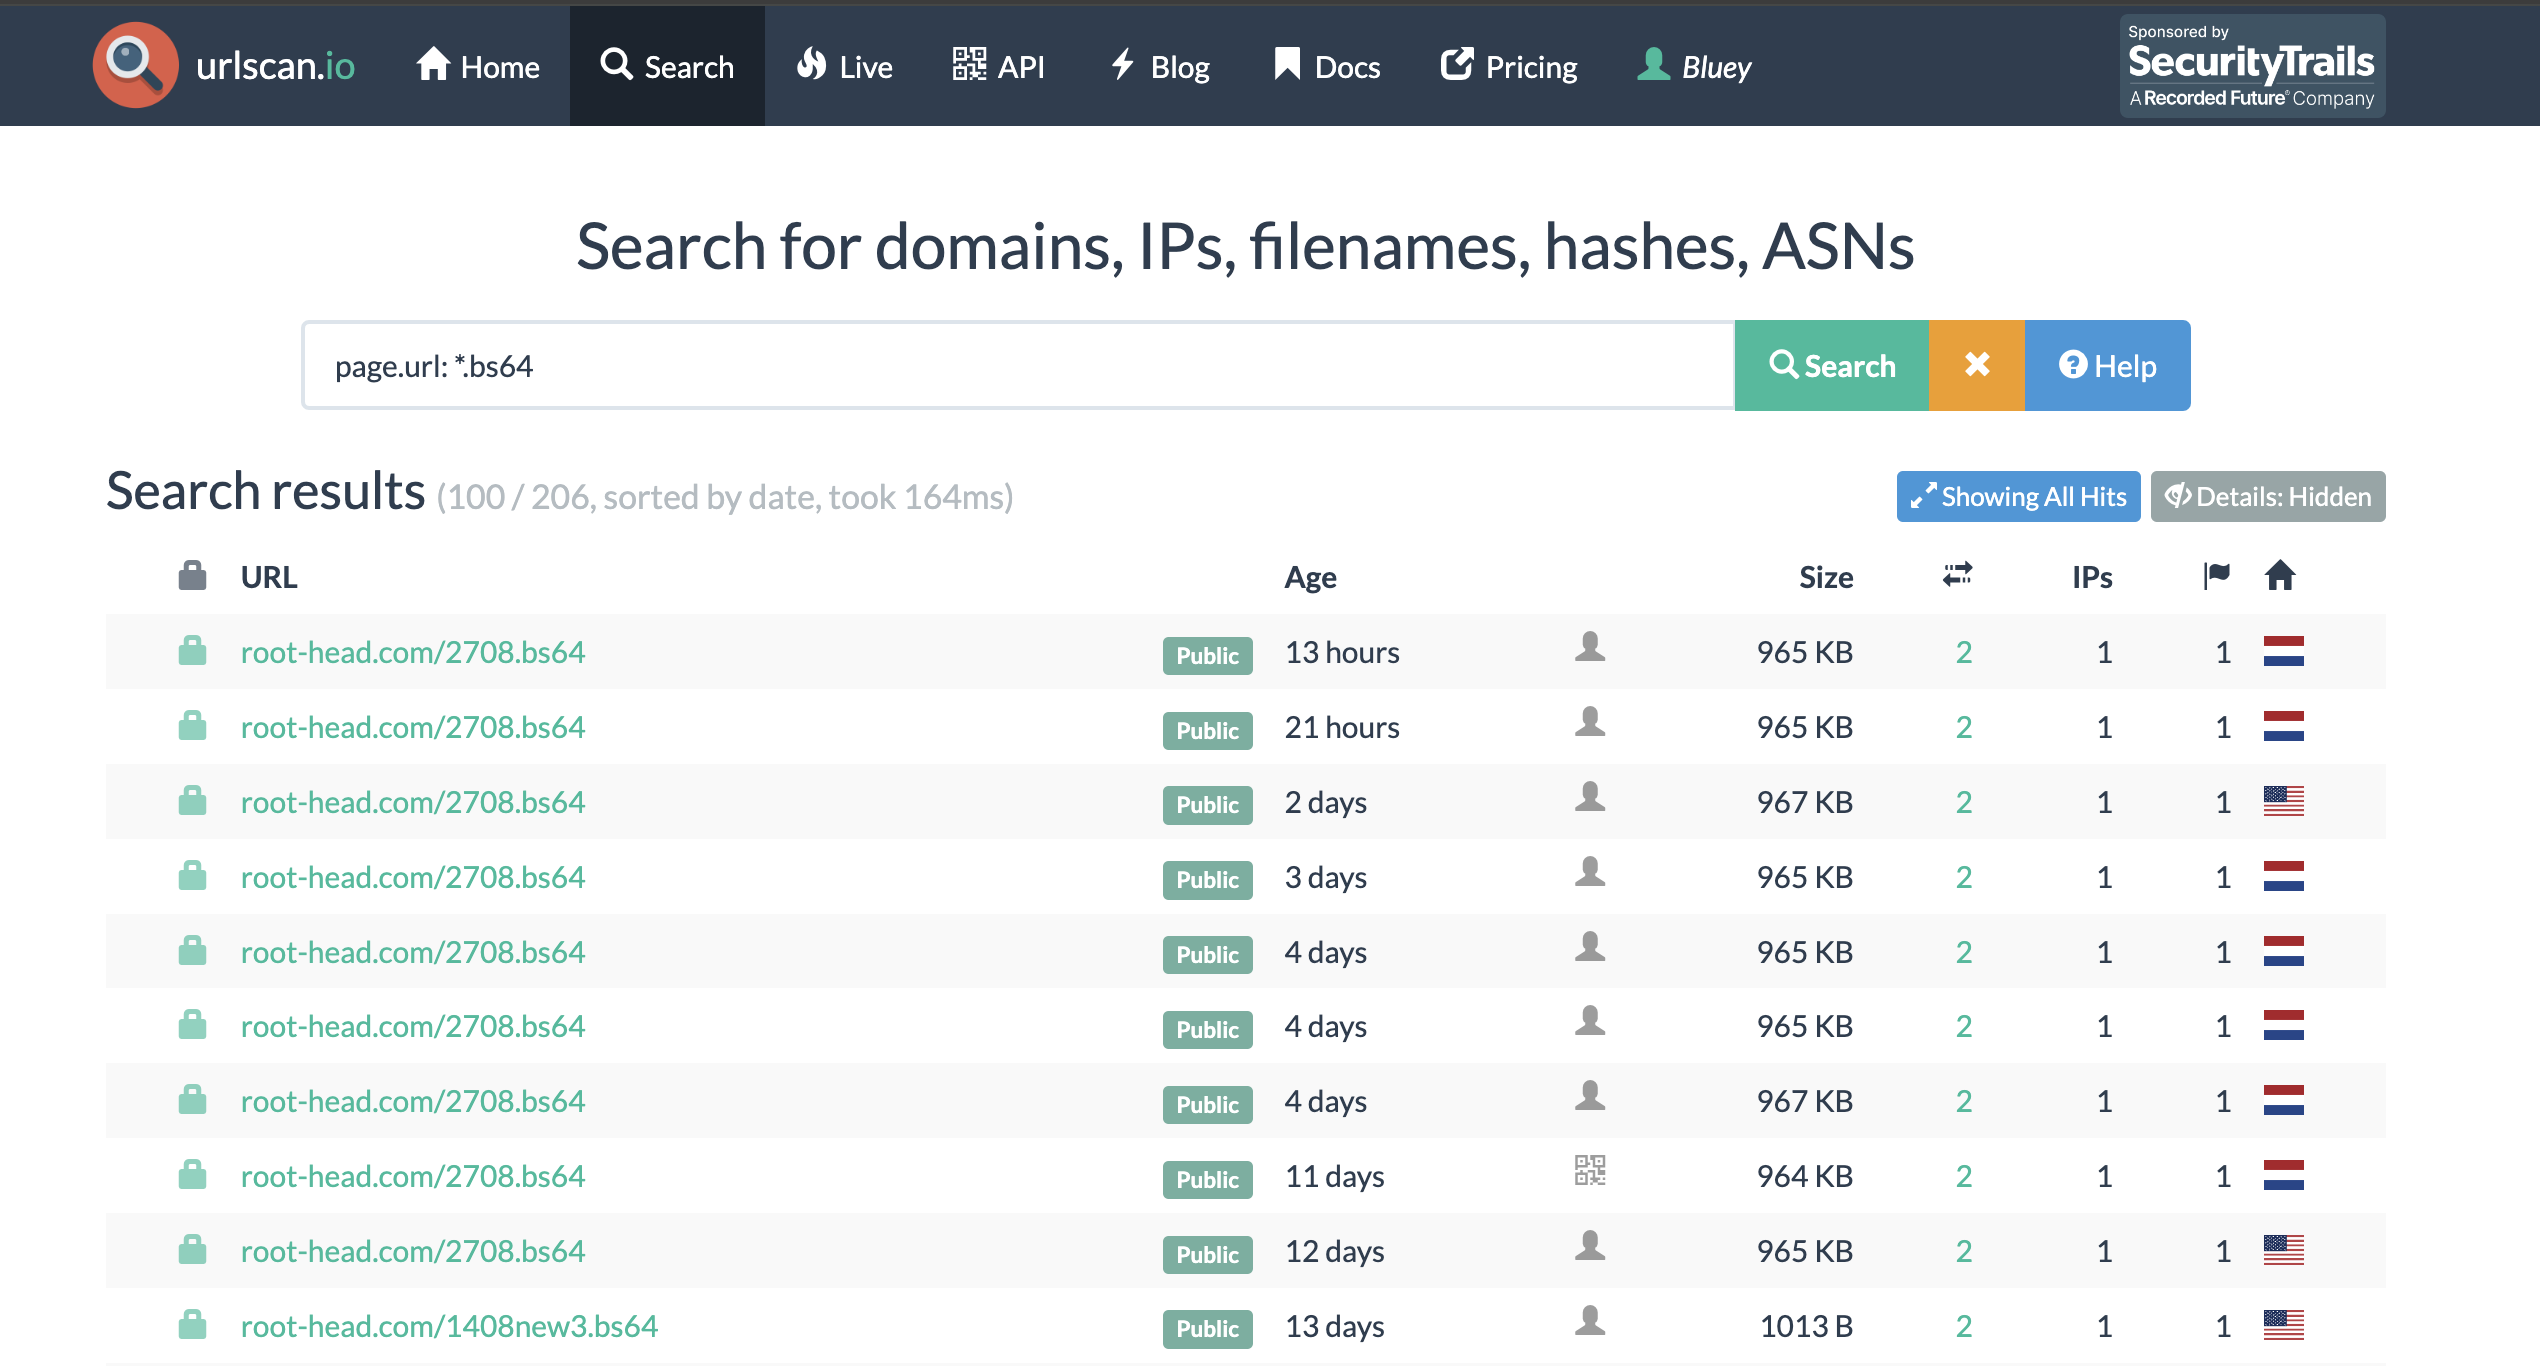 urlscan.io Home Search Live API Blog Docs Pricing Bluey
Sponsored by
SecurityTrails
A Recorded Future® Company
Search for domains, IPs, filenames, hashes, ASNs
page.url: *.bs64 Search Help
Search results (100 / 206, sorted by date, took 164ms) Showing All Hits Details: Hidden
URL Age Size IPs
root-head.com/2708.bs64 Public 13 hours 965 KB 2 1 1
root-head.com/2708.bs64 Public 21 hours 965 KB 2 1 1
root-head.com/2708.bs64 Public 2 days 967 KB 2 1 1
root-head.com/2708.bs64 Public 3 days 965 KB 2 1 1
root-head.com/2708.bs64 Public 4 days 965 KB 2 1 1
root-head.com/2708.bs64 Public 4 days 965 KB 2 1 1
root-head.com/2708.bs64 Public 4 days 967 KB 2 1 1
root-head.com/2708.bs64 Public 11 days 964 KB 2 1 1
root-head.com/2708.bs64 Public 12 days 965 KB 2 1 1
root-head.com/1408new3.bs64 Public 13 days 1013 B 2 1 1